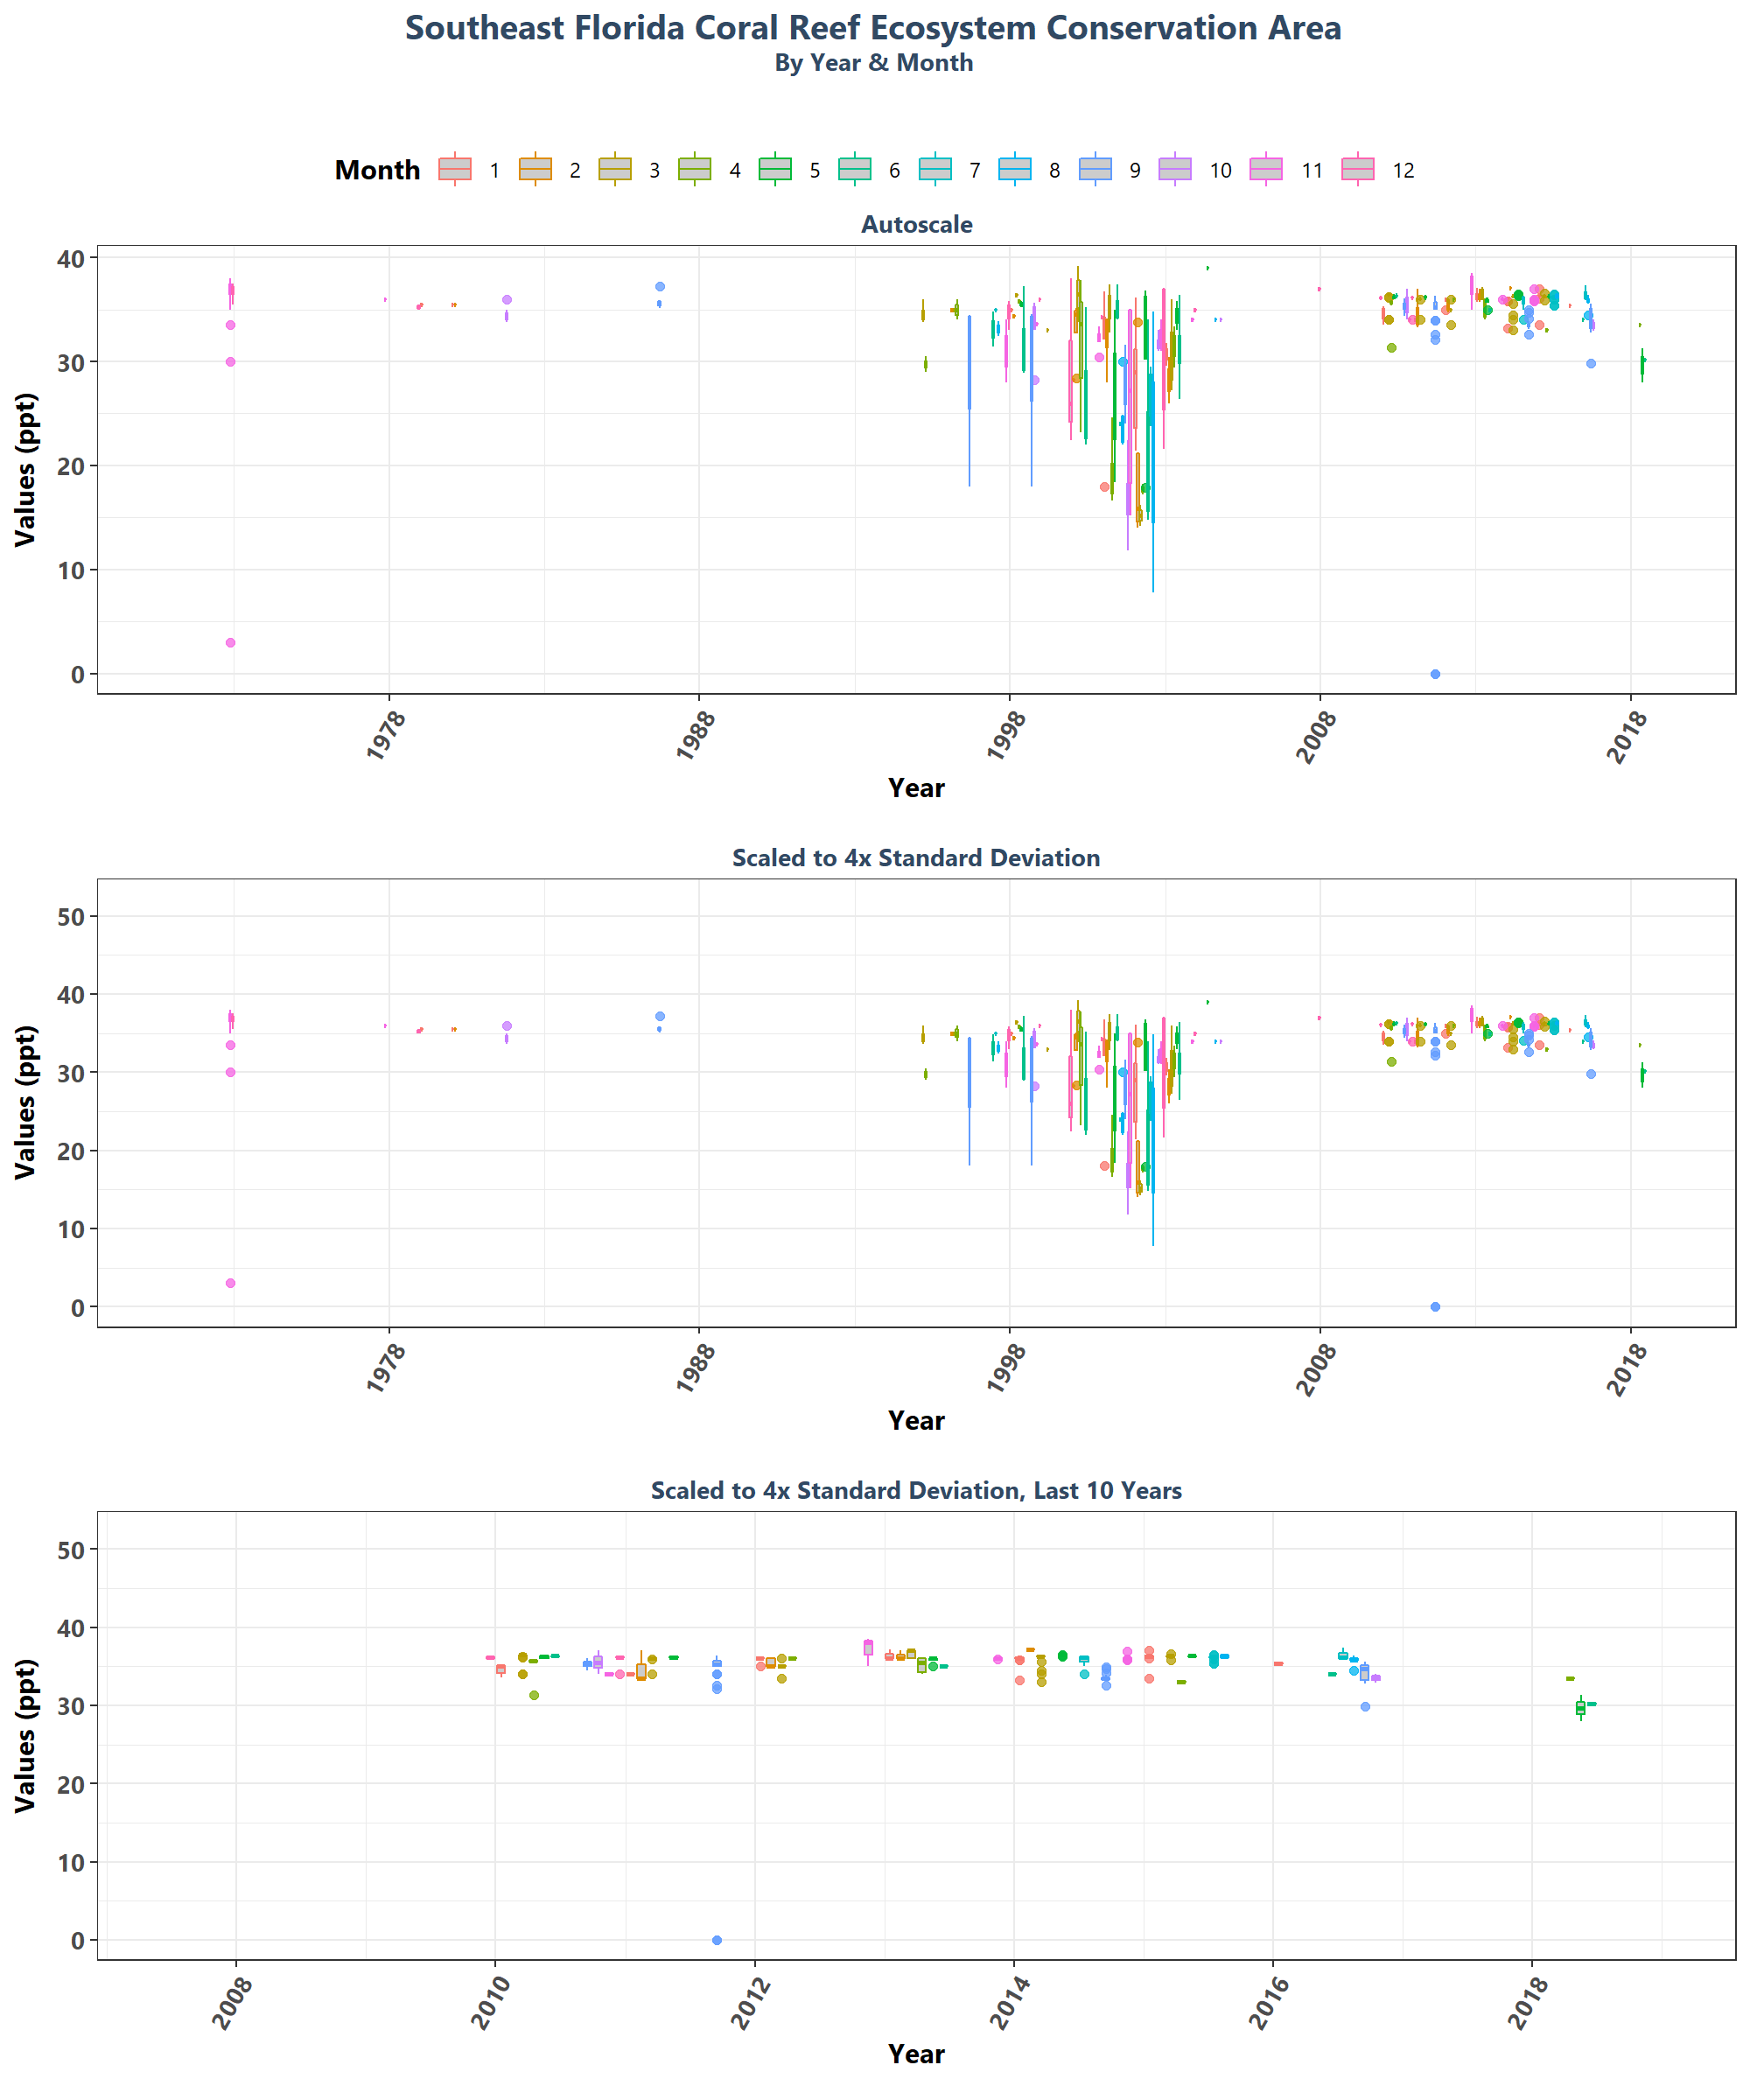 Southeast Florida Coral Reef Ecosystem Conservation Area
By Year & Month
Month 1 2 3 4 5 6 7 8 9 10 11 12
Autoscale
Values (ppt)
40
30
20
10
0
1978 1988 1998 2008 2018
Year
Scaled to 4x Standard Deviation
Values (ppt)
50
40
30
20
10
0
1978 1988 1998 2008 2018
Year
Scaled to 4x Standard Deviation, Last 10 Years
Values (ppt)
50
40
30
20
10
0
2008 2010 2012 2014 2016 2018
Year